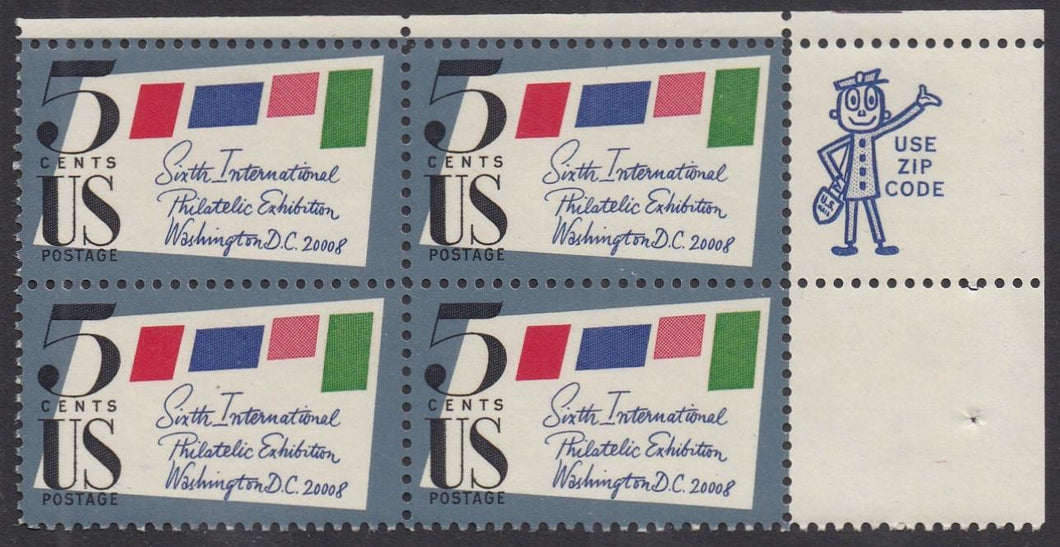 5
CENTS
US
POSTAGE
Sixth International
Philatelic Exhibition
Washington D.C. 20008
5
CENTS
US
POSTAGE
Sixth International
Philatelic Exhibition
Washington D.C. 20008
USE
ZIP
CODE
5
CENTS
US
POSTAGE
Sixth International
Philatelic Exhibition
Washington D.C. 20008
5
CENTS
US
POSTAGE
Sixth International
Philatelic Exhibition
Washington D.C. 20008